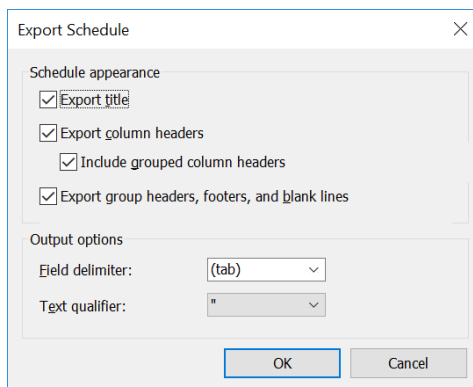 Export Schedule
Schedule appearance
Export title
Export column headers
Include grouped column headers
Export group headers, footers, and blank lines
Output options
Field delimiter: (tab)
Text qualifier: "
OK Cancel